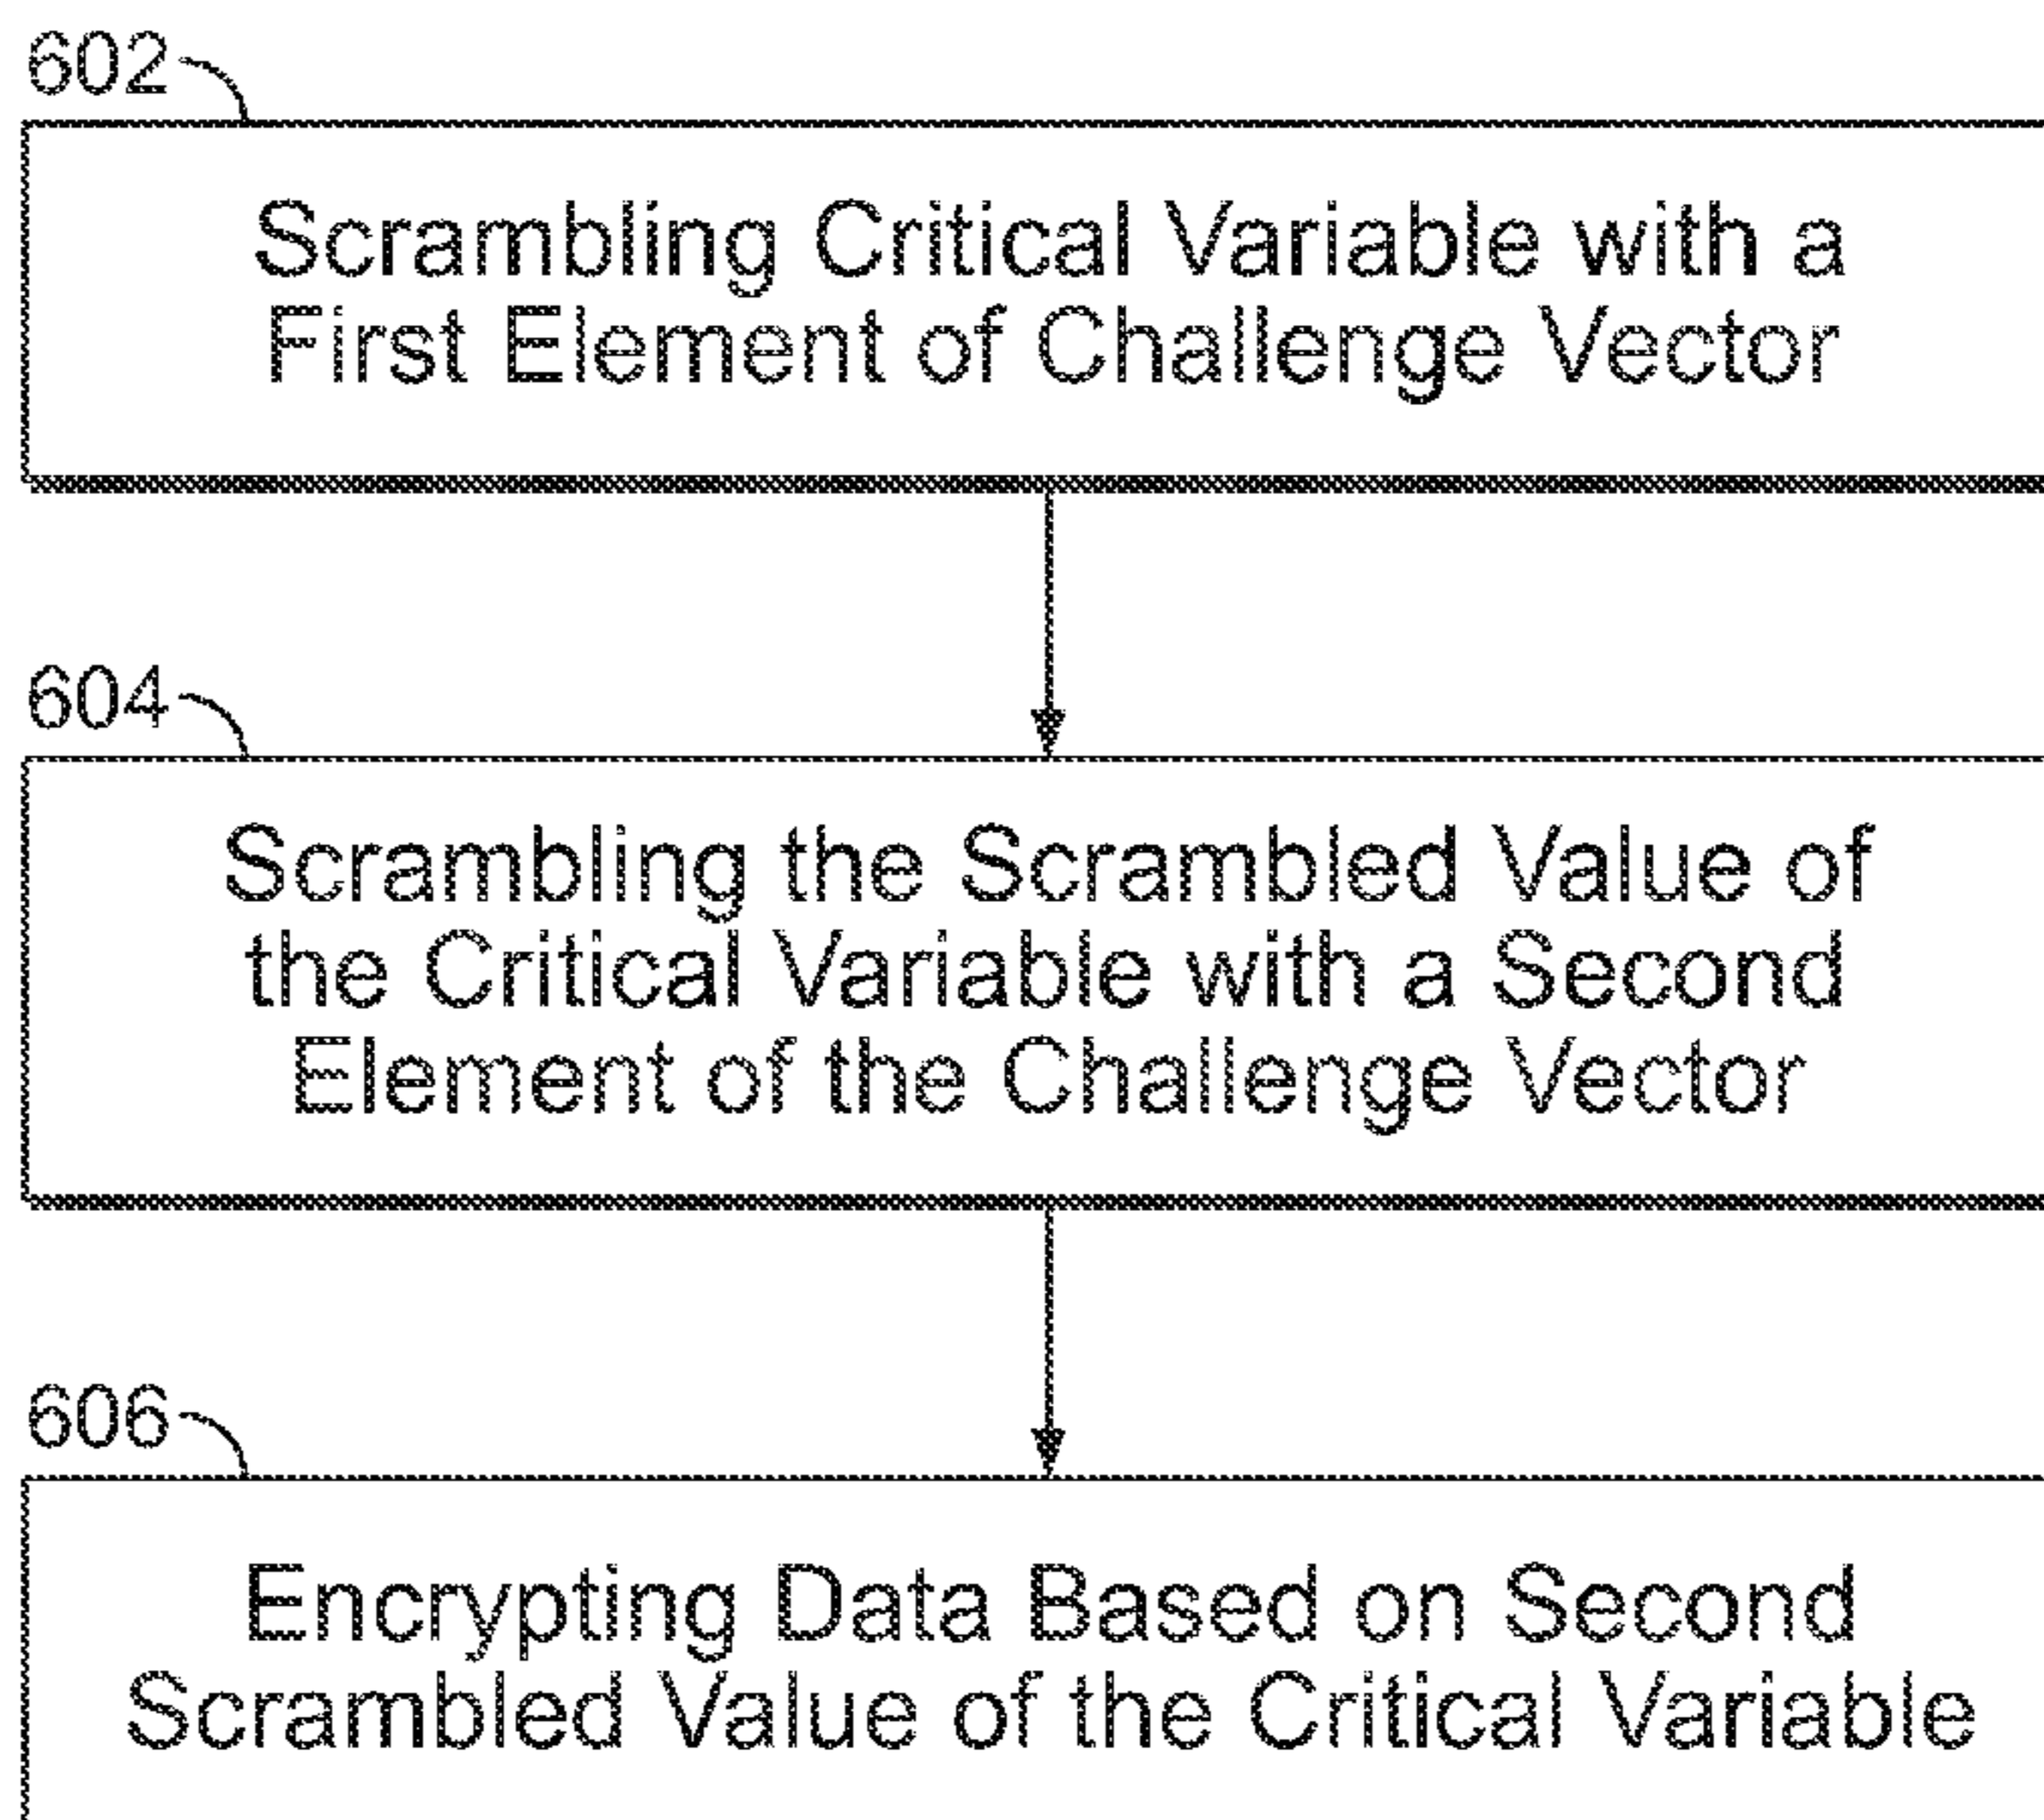 602
Scrambling Critical Variable with a
First Element of Challenge Vector
604
Scrambling the Scrambled Value of
the Critical Variable with a Second
Element of the Challenge Vector
606
Encrypting Data Based on Second
Scrambled Value of the Critical Variable